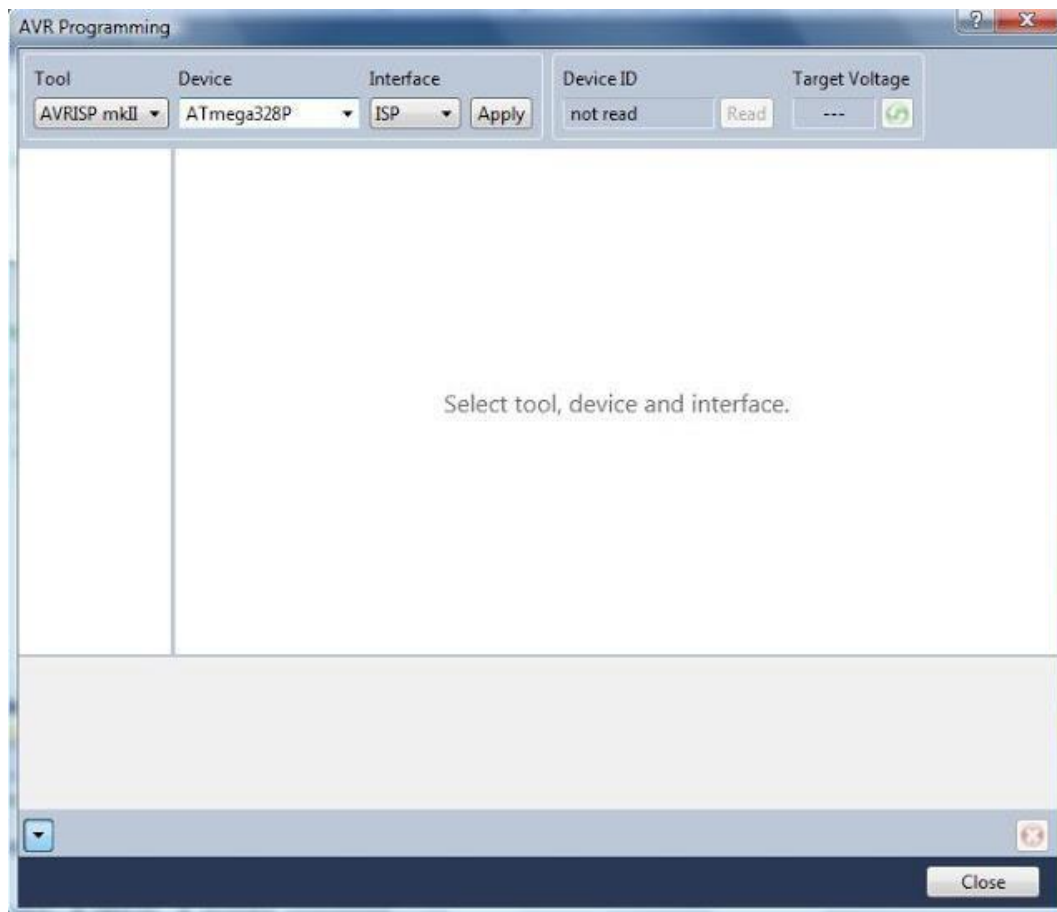 AVR Programming
Tool Device Interface Device ID Target Voltage
AVRISP mkII ATmega328P ISP Apply not read Read ---
Select tool, device and interface.
Close